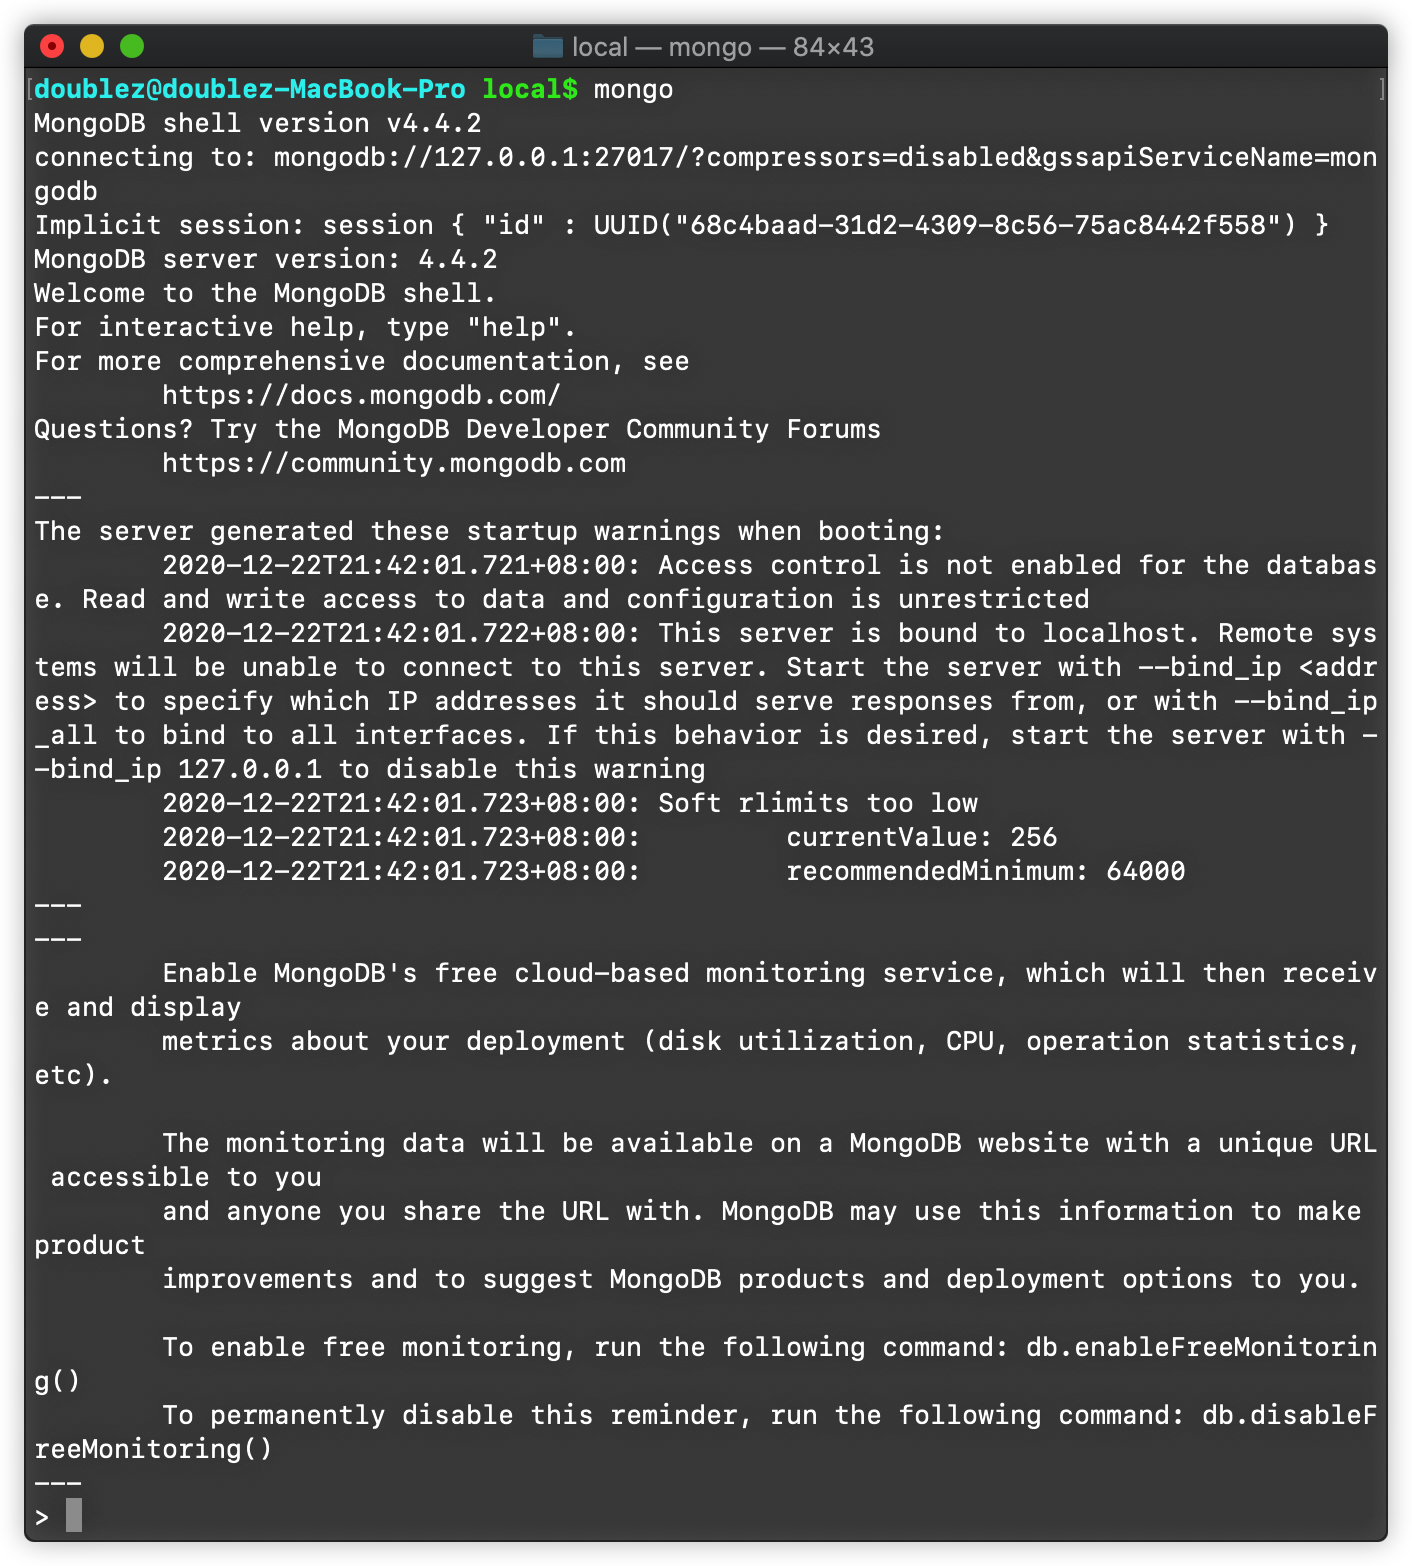 local — mongo — 84×43
[doublez@doublez-MacBook-Pro local$ mongo ]
MongoDB shell version v4.4.2
connecting to: mongodb://127.0.0.1:27017/?compressors=disabled&gssapiServiceName=mon
godb
Implicit session: session { "id" : UUID("68c4baad-31d2-4309-8c56-75ac8442f558") }
MongoDB server version: 4.4.2
Welcome to the MongoDB shell.
For interactive help, type "help".
For more comprehensive documentation, see
        https://docs.mongodb.com/
Questions? Try the MongoDB Developer Community Forums
        https://community.mongodb.com
---
The server generated these startup warnings when booting:
        2020-12-22T21:42:01.721+08:00: Access control is not enabled for the databas
e. Read and write access to data and configuration is unrestricted
        2020-12-22T21:42:01.722+08:00: This server is bound to localhost. Remote sys
tems will be unable to connect to this server. Start the server with --bind_ip <addr
ess> to specify which IP addresses it should serve responses from, or with --bind_ip
_all to bind to all interfaces. If this behavior is desired, start the server with -
-bind_ip 127.0.0.1 to disable this warning
        2020-12-22T21:42:01.723+08:00: Soft rlimits too low
        2020-12-22T21:42:01.723+08:00:         currentValue: 256
        2020-12-22T21:42:01.723+08:00:         recommendedMinimum: 64000
---
---
        Enable MongoDB's free cloud-based monitoring service, which will then receiv
e and display
        metrics about your deployment (disk utilization, CPU, operation statistics,
etc).

        The monitoring data will be available on a MongoDB website with a unique URL
 accessible to you
        and anyone you share the URL with. MongoDB may use this information to make
product
        improvements and to suggest MongoDB products and deployment options to you.

        To enable free monitoring, run the following command: db.enableFreeMonitorin
g()
        To permanently disable this reminder, run the following command: db.disableF
reeMonitoring()
---
>